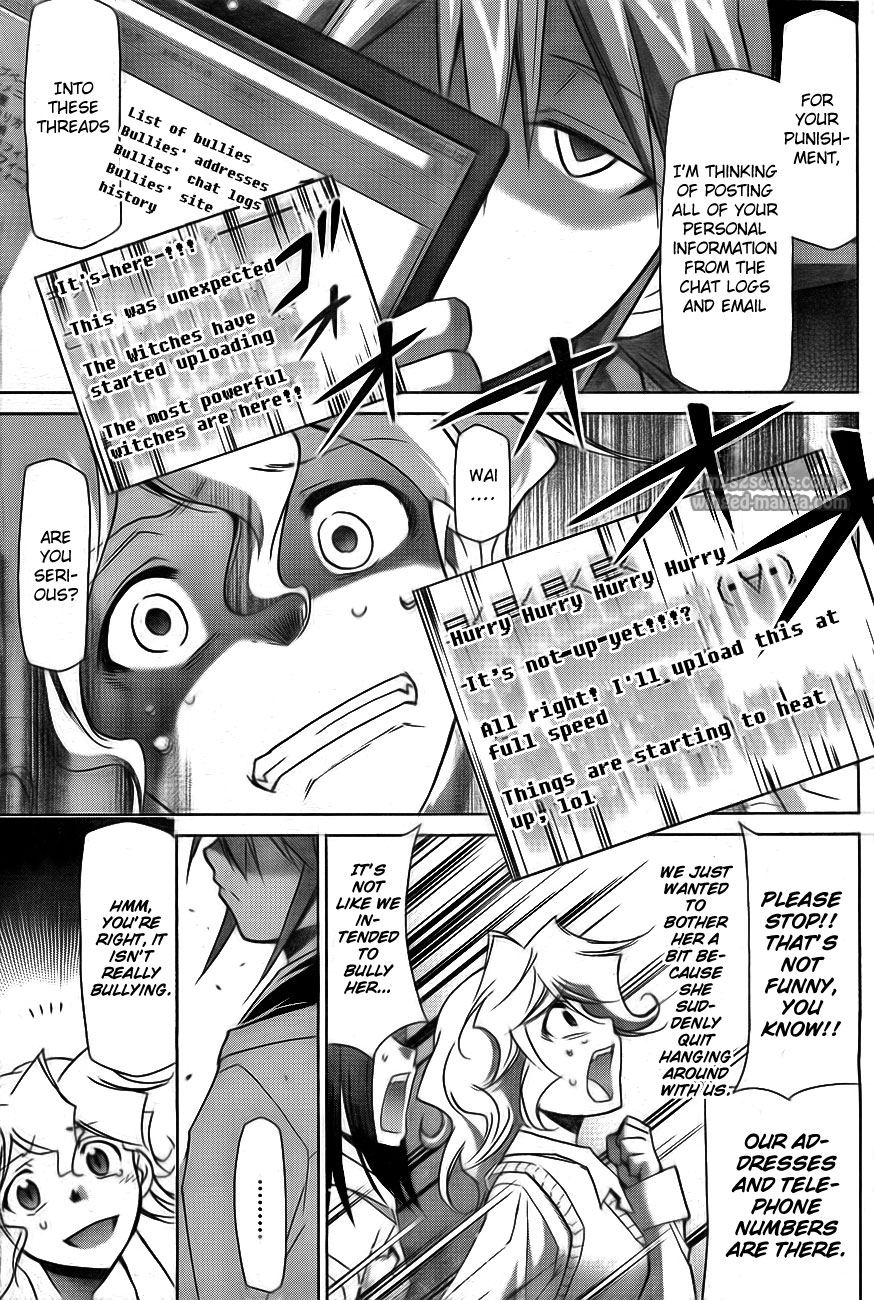 FOR
YOUR
PUNISH-
MENT,
I'M THINKING
OF POSTING
ALL OF YOUR
PERSONAL
INFORMATION
FROM THE
CHAT LOGS
AND EMAIL
INTO
THESE
THREADS
List of bullies
Bullies' addresses
Bullies' chat logs
Bullies' site
history
It's here !!!
This was unexpected
The Witches have
started uploading
The most powerful
witches are here!!
WAI
....
ARE
YOU
SERI-
OUS?
Hurry Hurry Hurry Hurry
It's not up yet!!!?
All right! I'll upload this at
full speed
Things are starting to heat
up, lol
PLEASE
STOP!!
THAT'S
NOT
FUNNY,
YOU
KNOW!!
OUR AD-
DRESSES
AND TELE-
PHONE
NUMBERS
ARE THERE.
WE JUST
WANTED
TO
BOTHER
HER A
BIT BE-
CAUSE
SHE
SUD-
DENLY
QUIT
HANGING
AROUND
WITH US.
IT'S
NOT
LIKE WE
IN-
TENDED
TO
BULLY
HER...
.........
HMM,
YOU'RE
RIGHT, IT
ISN'T
REALLY
BULLYING.